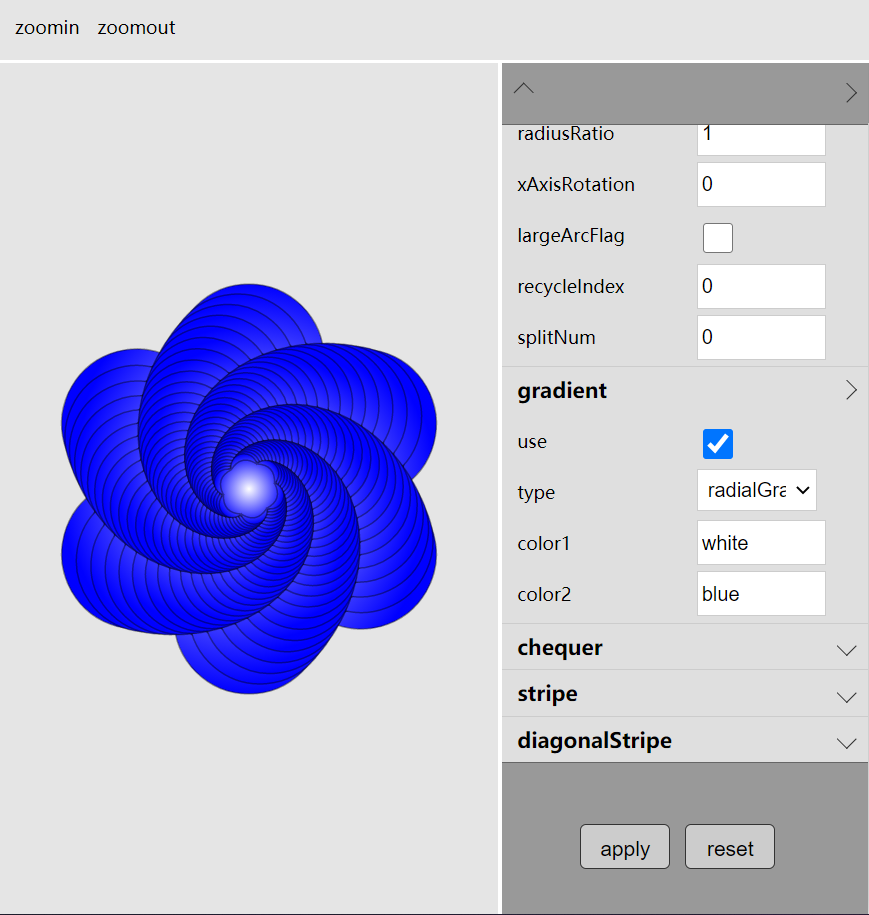 zoomin zoomout
radiusRatio 1
xAxisRotation 0
largeArcFlag
recycleIndex 0
splitNum 0
gradient
use
type radialGra
color1 white
color2 blue
chequer
stripe
diagonalStripe
apply reset